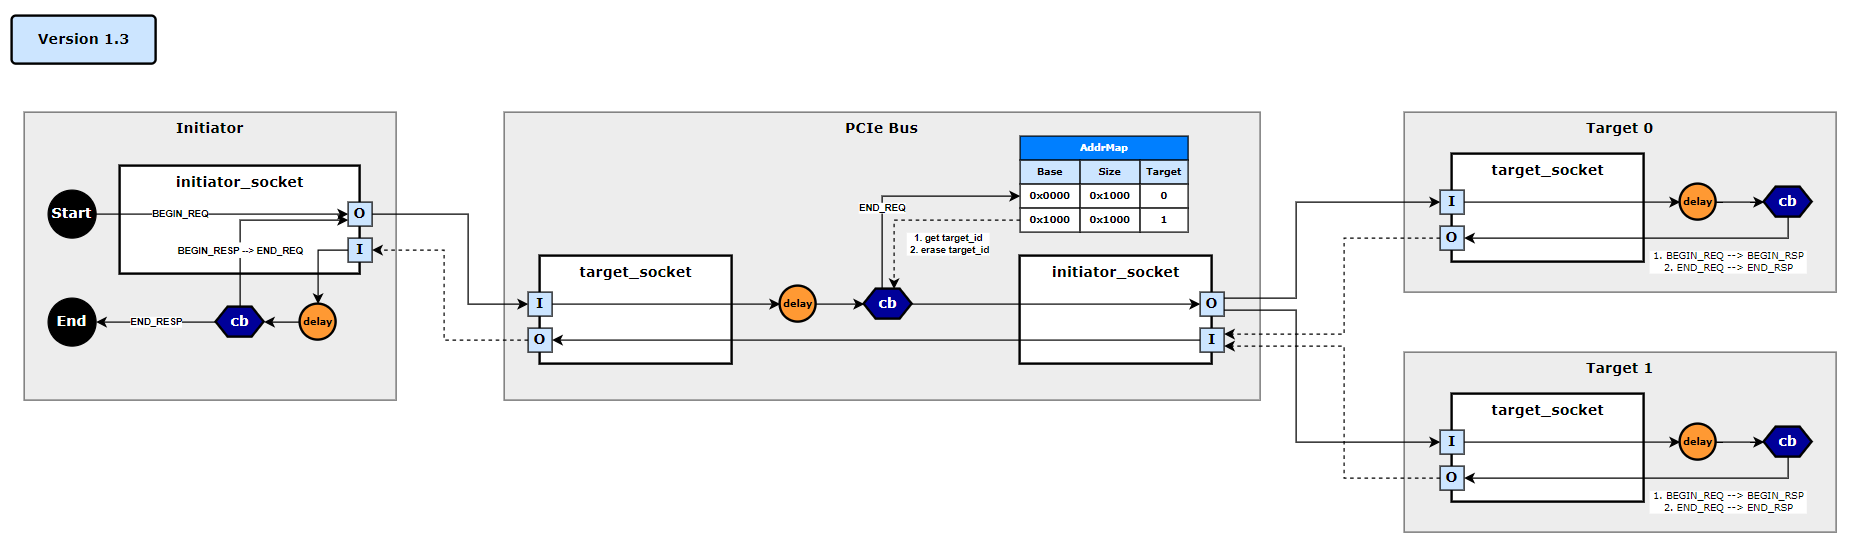 Version 1.3
Initiator
initiator_socket
Start
BEGIN_REQ
O
BEGIN_RESP --> END_REQ
I
End
END_RESP
cb
delay
PCIe Bus
AddrMap
Base Size Target
0x0000 0x1000 0
0x1000 0x1000 1
END_REQ
1. get target_id
2. erase target_id
target_socket
I
O
delay
cb
initiator_socket
O
I
Target 0
target_socket
I
O
delay
cb
1. BEGIN_REQ --> BEGIN_RSP
2. END_REQ --> END_RSP
Target 1
target_socket
I
O
delay
cb
1. BEGIN_REQ --> BEGIN_RSP
2. END_REQ --> END_RSP